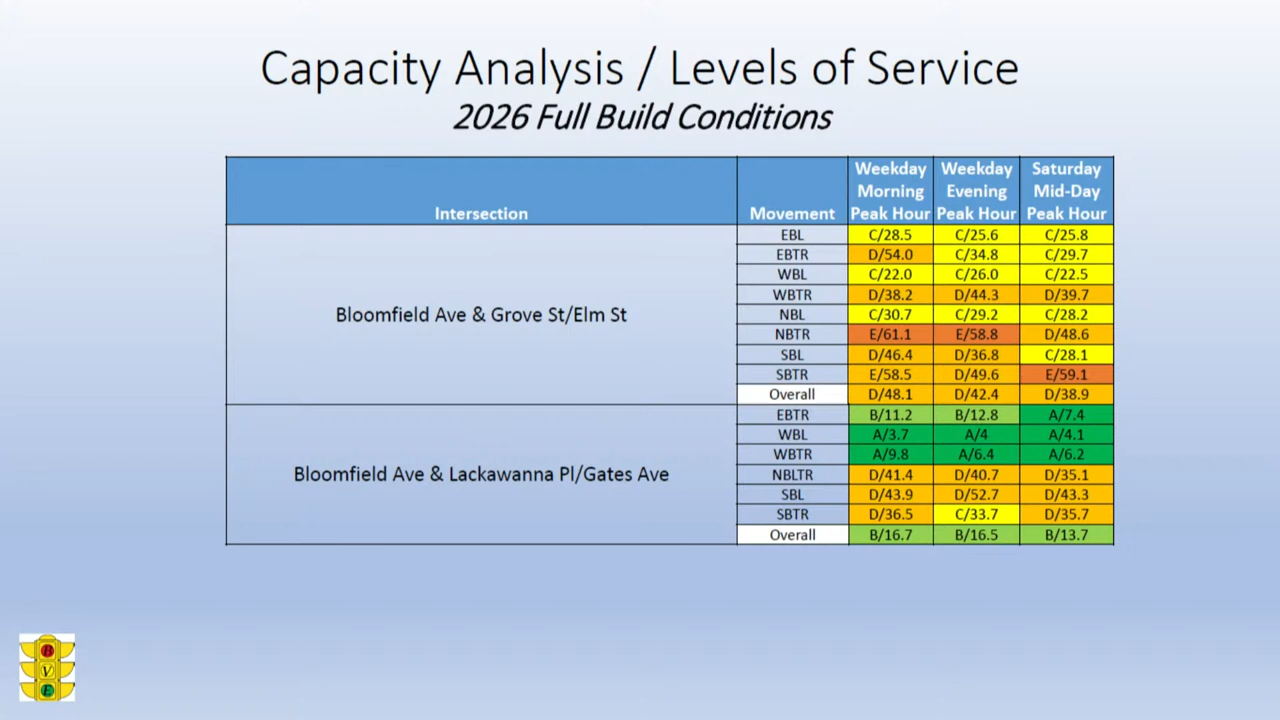 Capacity Analysis / Levels of Service
2026 Full Build Conditions
Intersection Movement Weekday Morning Peak Hour Weekday Evening Peak Hour Saturday Mid-Day Peak Hour
Bloomfield Ave & Grove St/Elm St
EBL C/28.5 C/25.6 C/25.8
EBTR D/54.0 C/34.8 C/29.7
WBL C/22.0 C/26.0 C/22.5
WBTR D/38.2 D/44.3 D/39.7
NBL C/30.7 C/29.2 C/28.2
NBTR E/61.1 E/58.8 D/48.6
SBL D/46.4 D/36.8 C/28.1
SBTR E/58.5 D/49.6 E/59.1
Overall D/48.1 D/42.4 D/38.9
Bloomfield Ave & Lackawanna Pl/Gates Ave
EBTR B/11.2 B/12.8 A/7.4
WBL A/3.7 A/4 A/4.1
WBTR A/9.8 A/6.4 A/6.2
NBLTR D/41.4 D/40.7 D/35.1
SBL D/43.9 D/52.7 D/43.3
SBTR D/36.5 C/33.7 D/35.7
Overall B/16.7 B/16.5 B/13.7
B
V
E